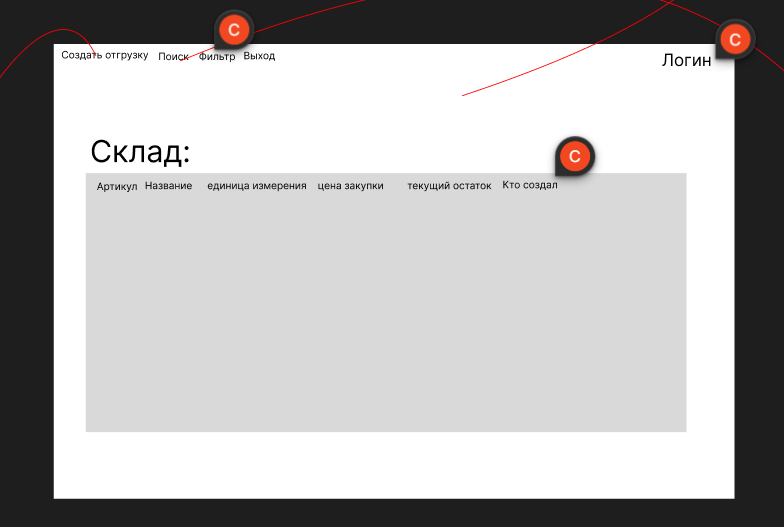 Создать отгрузку Поиск Фильтр Выход
Логин
С
С
Склад:
С
Артикул Название единица измерения цена закупки текущий остаток Кто создал